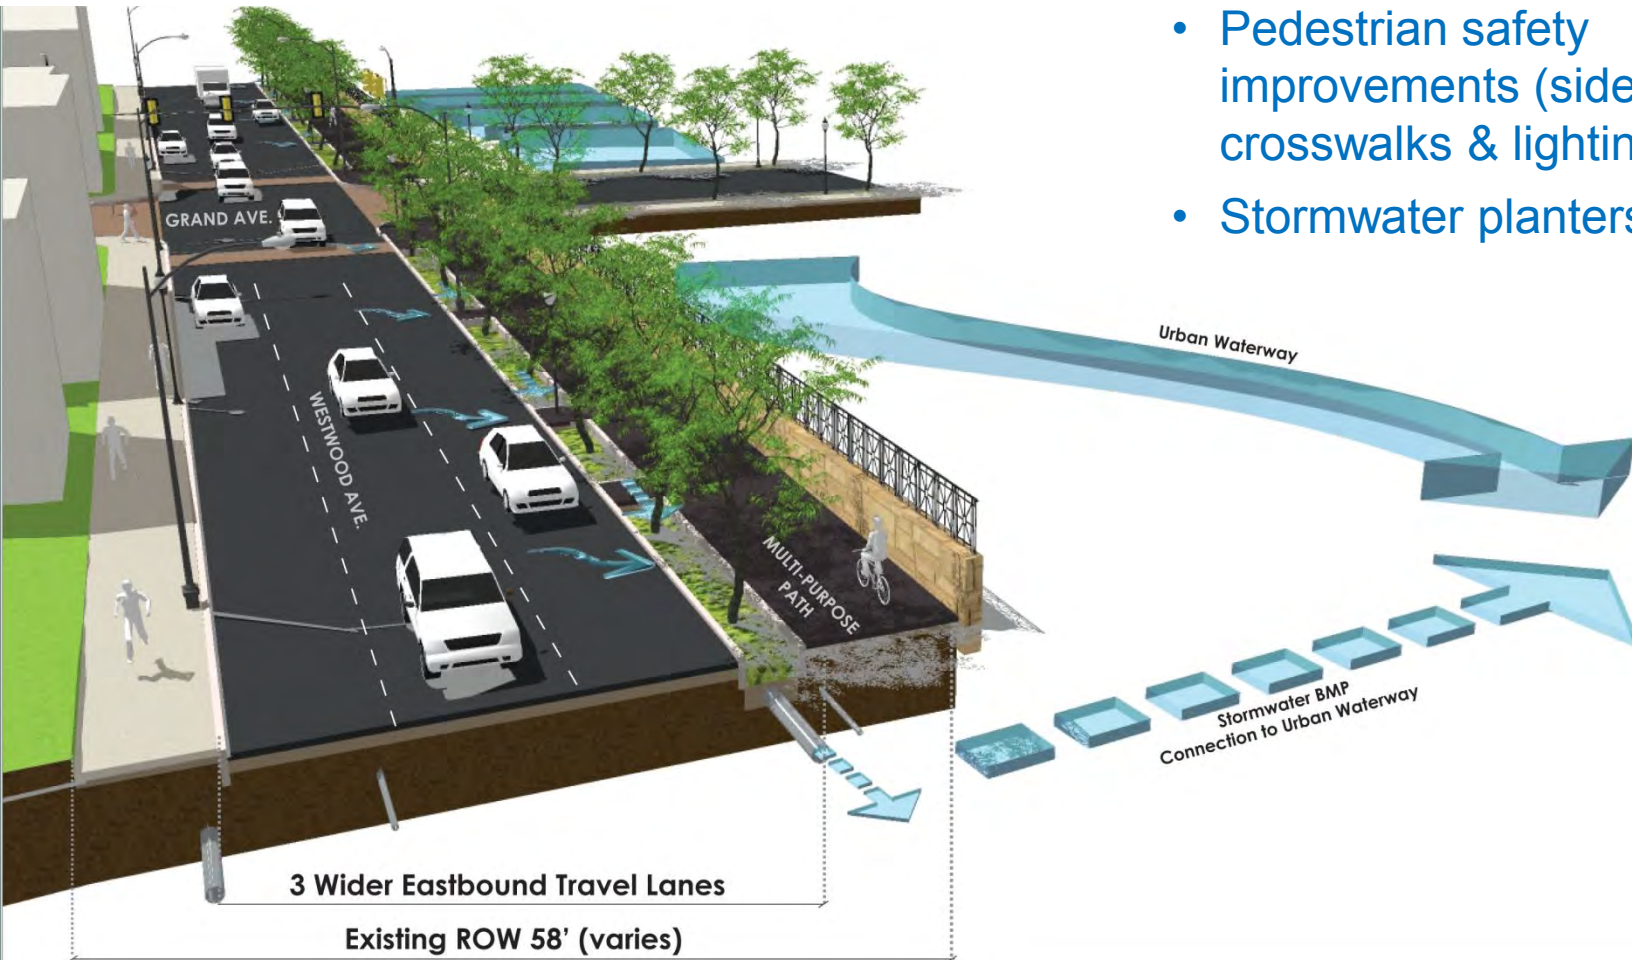 • Pedestrian safety
improvements (side
crosswalks & lightin
• Stormwater planters
GRAND AVE.
Urban Waterway
WESTWOOD AVE.
MULTI-PURPOSE
PATH
Stormwater BMP
Connection to Urban Waterway
3 Wider Eastbound Travel Lanes
Existing ROW 58' (varies)